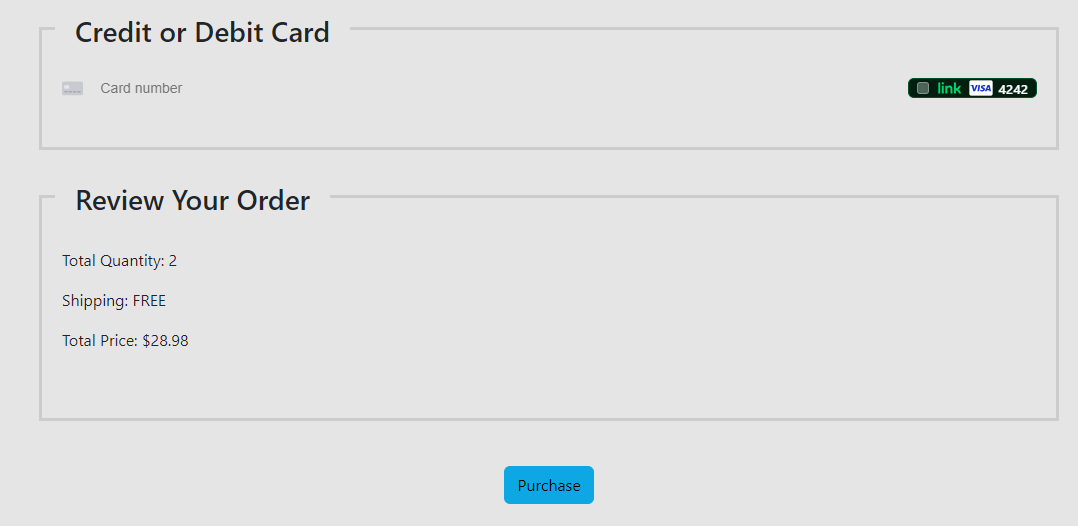 Credit or Debit Card
Card number
link VISA 4242
Review Your Order
Total Quantity: 2
Shipping: FREE
Total Price: $28.98
Purchase